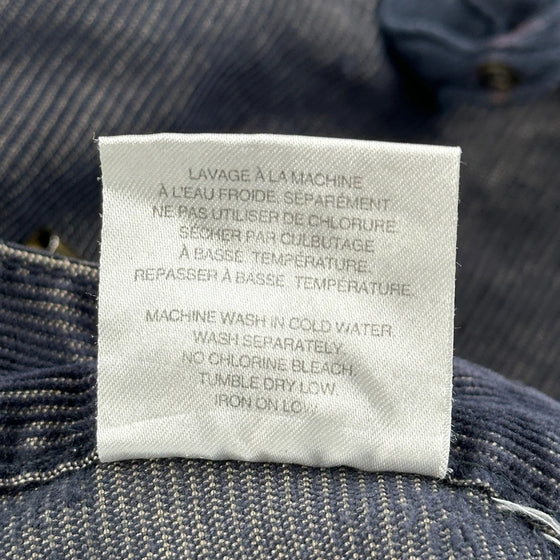 LAVAGE À LA MACHINE
À L'EAU FROIDE, SÉPARÉMENT.
NE PAS UTILISER DE CHLORURE.
SÉCHER PAR CULBUTAGE
À BASSE TEMPÉRATURE.
REPASSER À BASSE TEMPÉRATURE.
MACHINE WASH IN COLD WATER.
WASH SEPARATELY.
NO CHLORINE BLEACH.
TUMBLE DRY LOW.
IRON ON LOW.